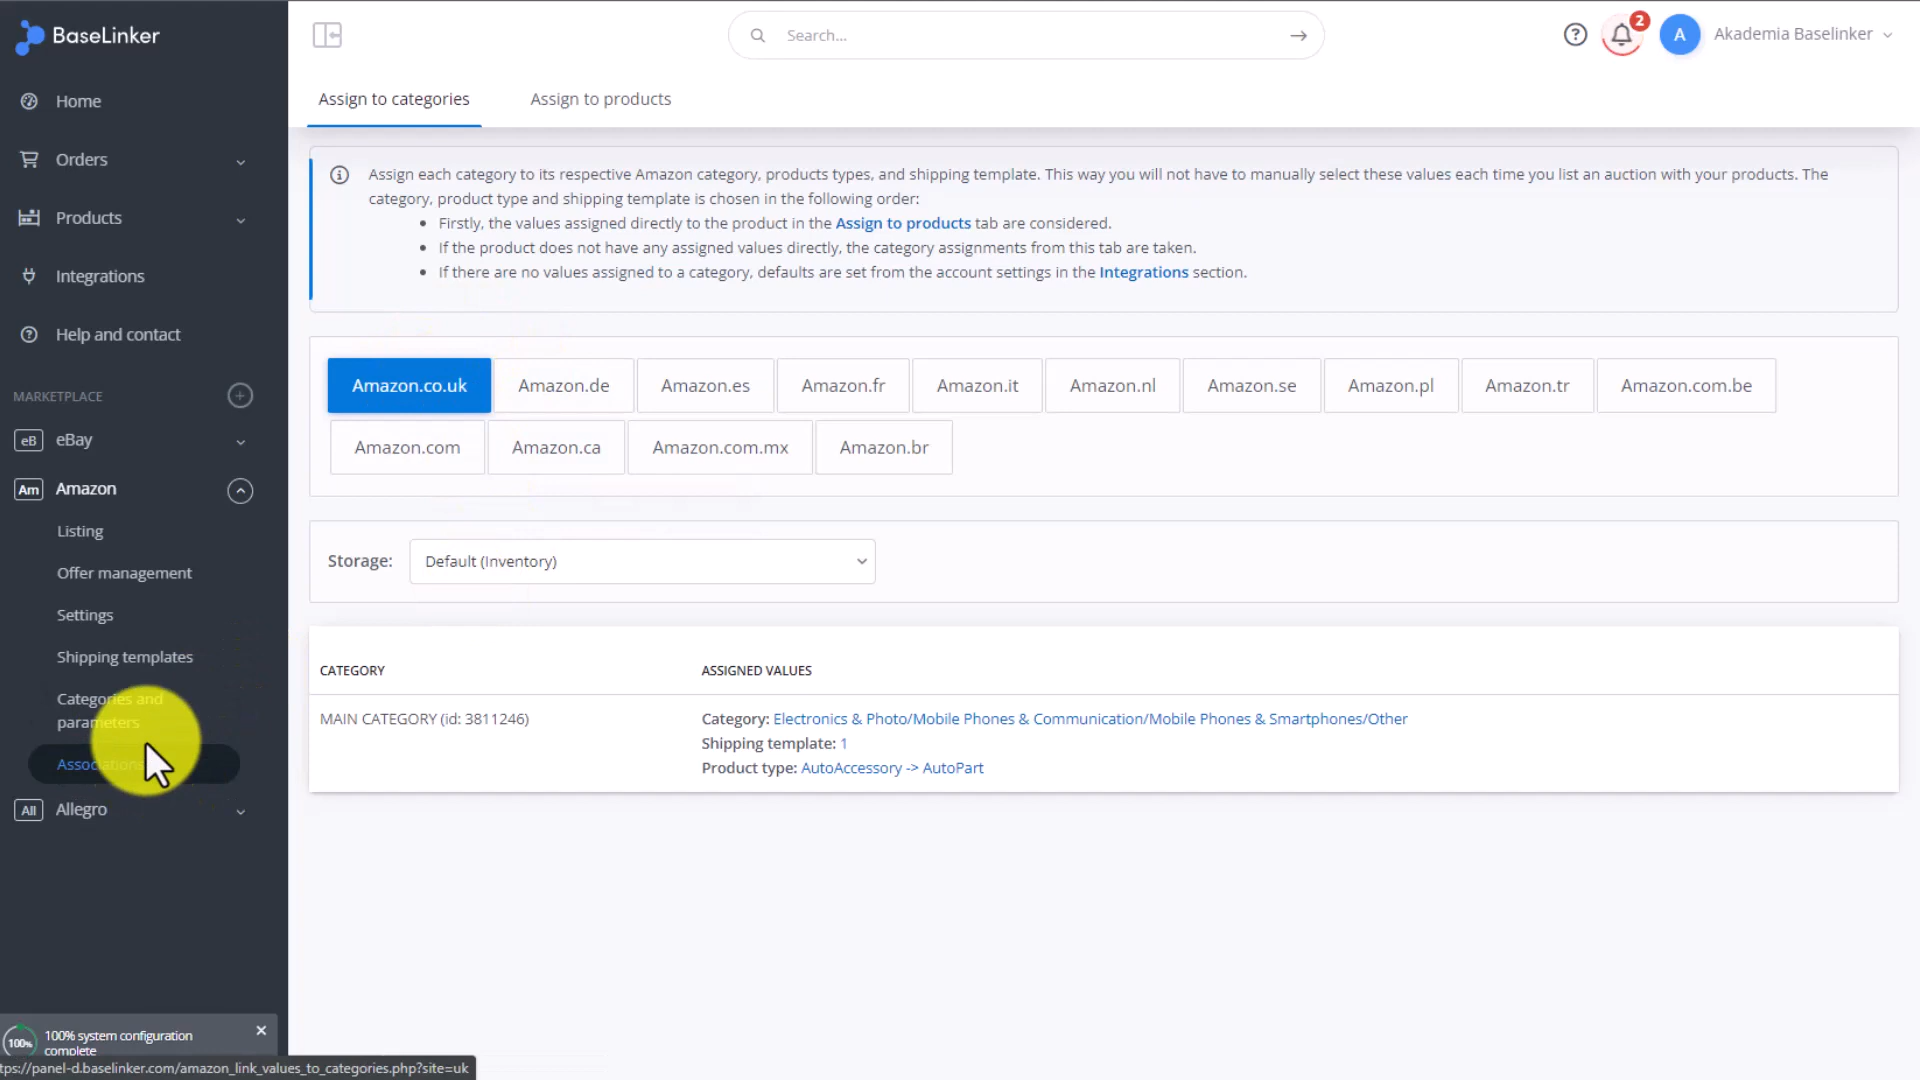 BaseLinker
Search...
2
A
Akademia Baselinker
Home
Orders
Products
Integrations
Help and contact
MARKETPLACE
eB eBay
Am Amazon
Listing
Offer management
Settings
Shipping templates
Categories and
parameters
Associations
All Allegro
100%
100% system configuration
complete
tps://panel-d.baselinker.com/amazon_link_values_to_categories.php?site=uk
Assign to categories
Assign to products
Assign each category to its respective Amazon category, products types, and shipping template. This way you will not have to manually select these values each time you list an auction with your products. The
category, product type and shipping template is chosen in the following order:
• Firstly, the values assigned directly to the product in the Assign to products tab are considered.
• If the product does not have any assigned values directly, the category assignments from this tab are taken.
• If there are no values assigned to a category, defaults are set from the account settings in the Integrations section.
Amazon.co.uk Amazon.de Amazon.es Amazon.fr Amazon.it Amazon.nl Amazon.se Amazon.pl Amazon.tr Amazon.com.be
Amazon.com Amazon.ca Amazon.com.mx Amazon.br
Storage: Default (Inventory)
CATEGORY ASSIGNED VALUES
MAIN CATEGORY (id: 3811246) Category: Electronics & Photo/Mobile Phones & Communication/Mobile Phones & Smartphones/Other
Shipping template: 1
Product type: AutoAccessory -> AutoPart